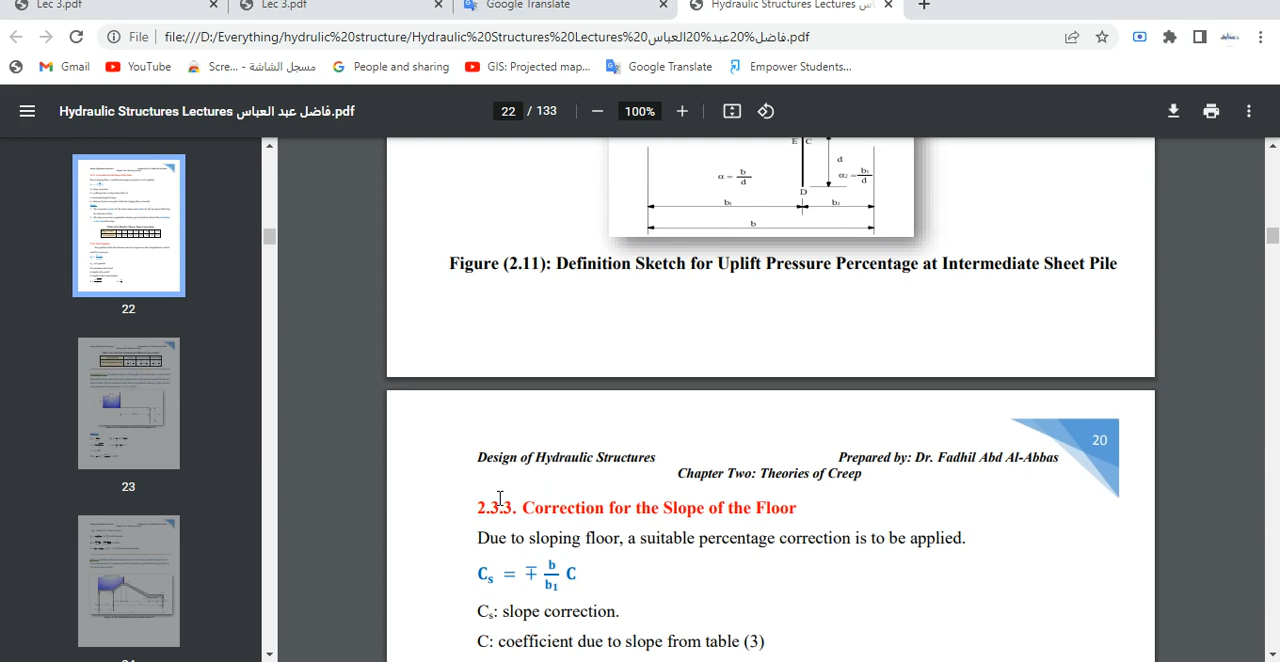 Lec 3.pdf
Lec 3.pdf
Google Translate
Hydraulic Structures Lectures فاض
File
file:///D:/Everything/hydrulic%20structure/Hydraulic%20Structures%20Lectures%20فاضل%20عبد%20العباس.pdf
Gmail
YouTube
Scre... - مسجل الشاشة
People and sharing
GIS: Projected map...
Google Translate
Empower Students...
Hydraulic Structures Lectures فاضل عبد العباس.pdf
22 / 133
100%
22
23
E C
d
α = b/d
α₂ = b₂/d
D
b₁
b₂
b
Figure (2.11): Definition Sketch for Uplift Pressure Percentage at Intermediate Sheet Pile
20
Design of Hydraulic Structures
Prepared by: Dr. Fadhil Abd Al-Abbas
Chapter Two: Theories of Creep
2.3.3. Correction for the Slope of the Floor
Due to sloping floor, a suitable percentage correction is to be applied.
Cₛ = ∓ b/b₁ C
Cₛ: slope correction.
C: coefficient due to slope from table (3)